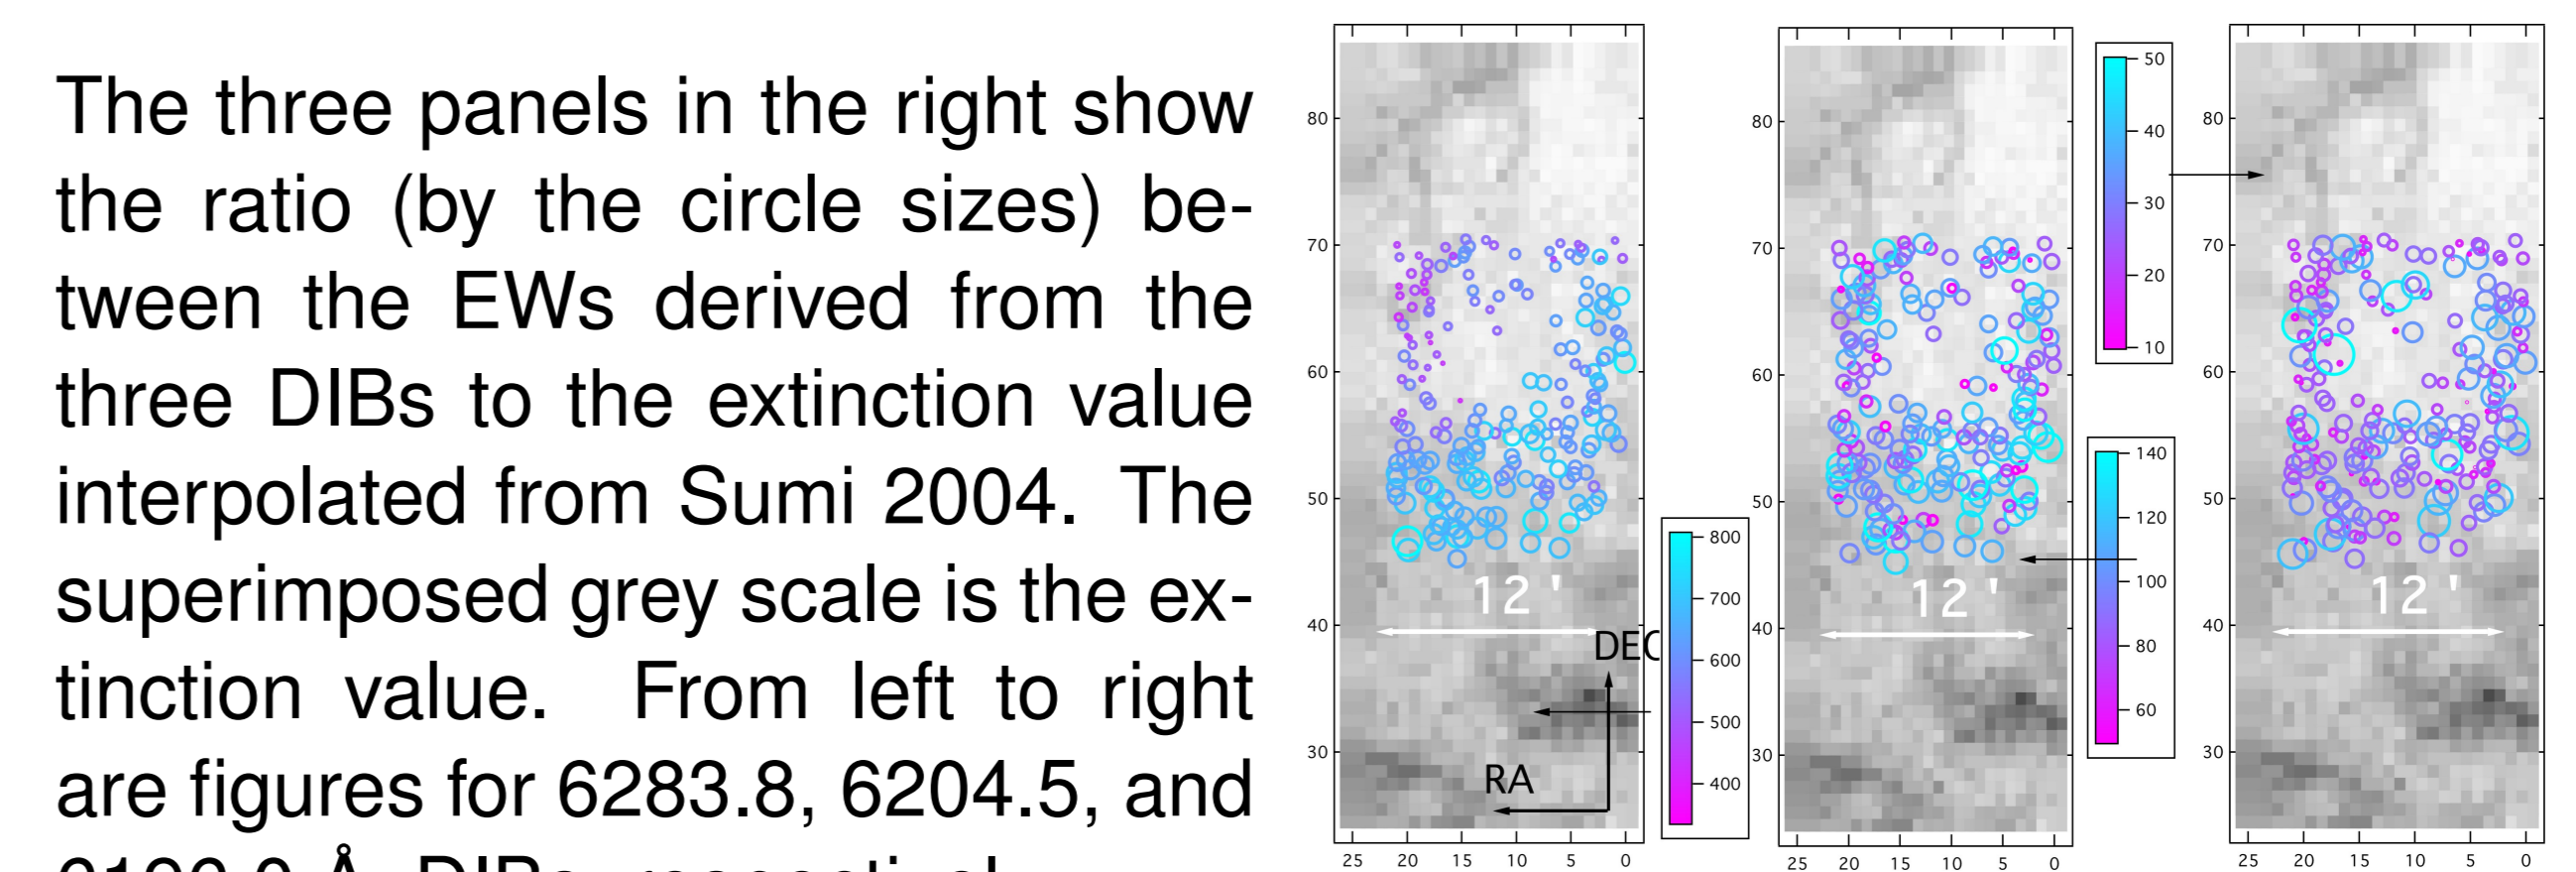 The three panels in the right show
the ratio (by the circle sizes) be-
tween the EWs derived from the
three DIBs to the extinction value
interpolated from Sumi 2004. The
superimposed grey scale is the ex-
tinction value. From left to right
are figures for 6283.8, 6204.5, and
Å DIBs
80
70
60
50
40
30
25 20 15 10 5 0
12 '
DEC
RA
800
700
600
500
400
80
70
60
50
40
30
25 20 15 10 5 0
12 '
50
40
30
20
10
140
120
100
80
60
80
70
60
50
40
30
25 20 15 10 5 0
12 '